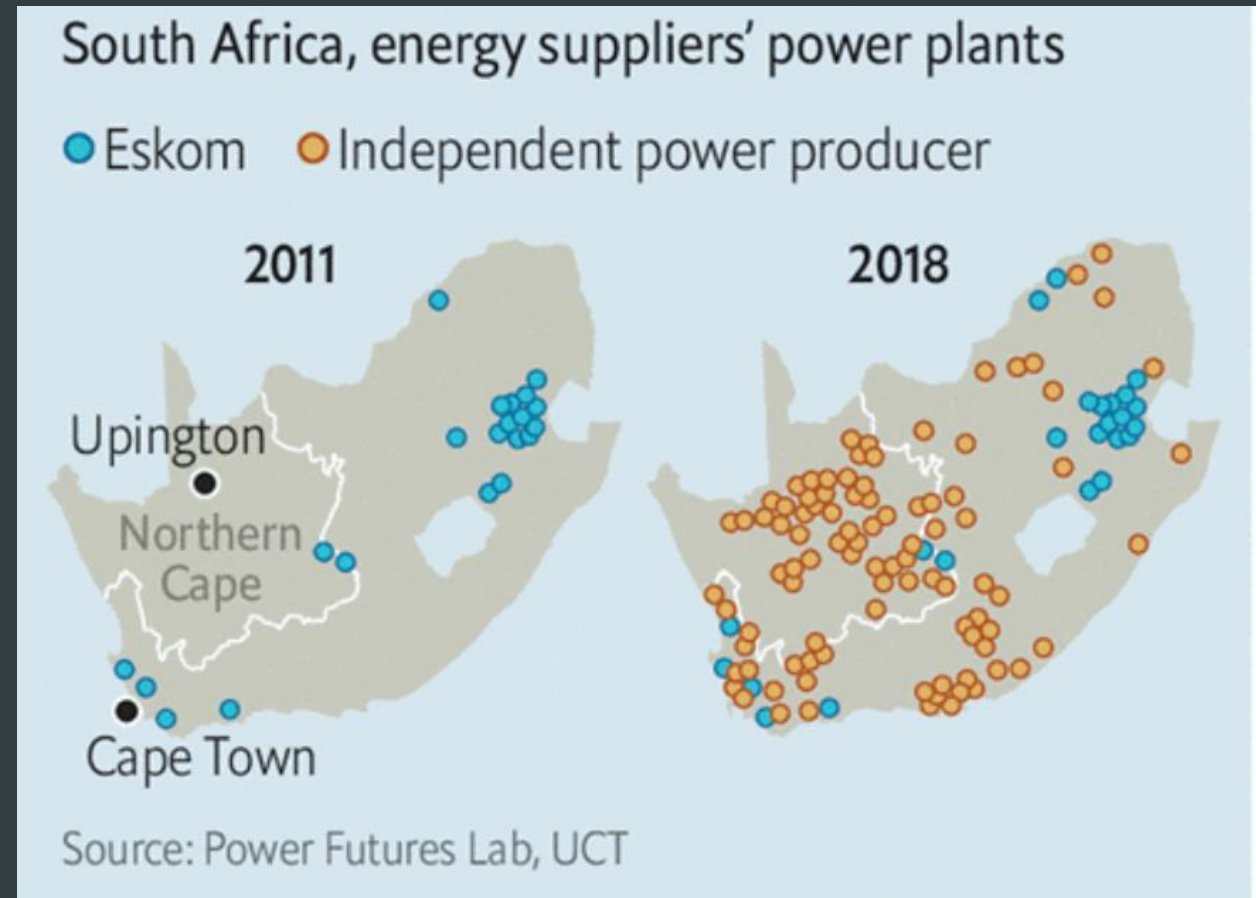 South Africa, energy suppliers’ power plants
Eskom
Independent power producer
2011
2018
Upington
Northern
Cape
Cape Town
Source: Power Futures Lab, UCT